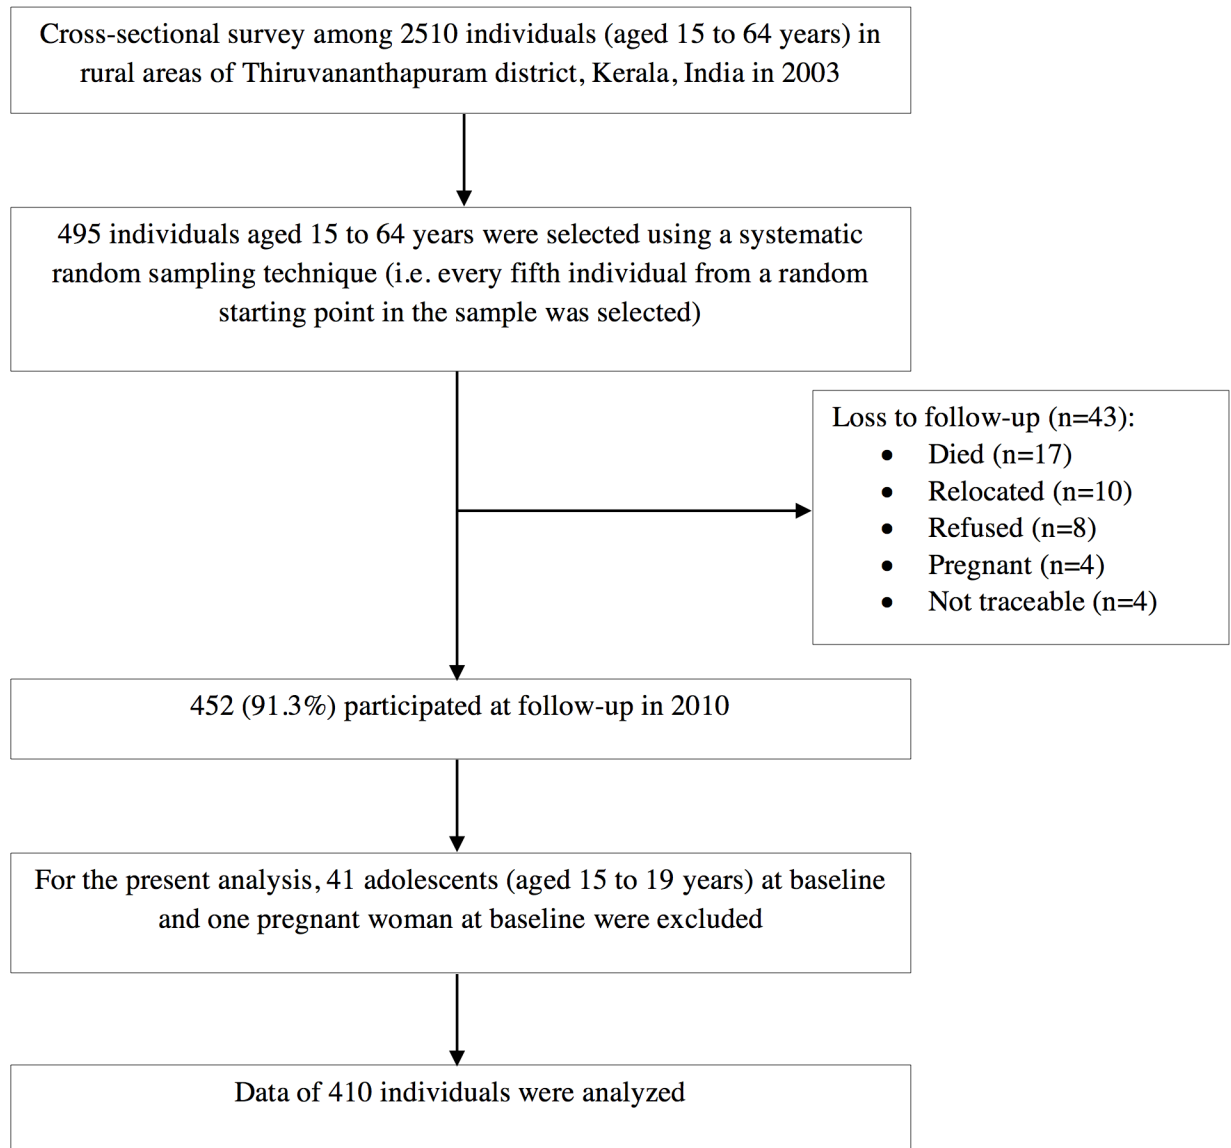 Cross-sectional survey among 2510 individuals (aged 15 to 64 years) in
rural areas of Thiruvananthapuram district, Kerala, India in 2003
495 individuals aged 15 to 64 years were selected using a systematic
random sampling technique (i.e. every fifth individual from a random
starting point in the sample was selected)
Loss to follow-up (n=43):
• Died (n=17)
• Relocated (n=10)
• Refused (n=8)
• Pregnant (n=4)
• Not traceable (n=4)
452 (91.3%) participated at follow-up in 2010
For the present analysis, 41 adolescents (aged 15 to 19 years) at baseline
and one pregnant woman at baseline were excluded
Data of 410 individuals were analyzed